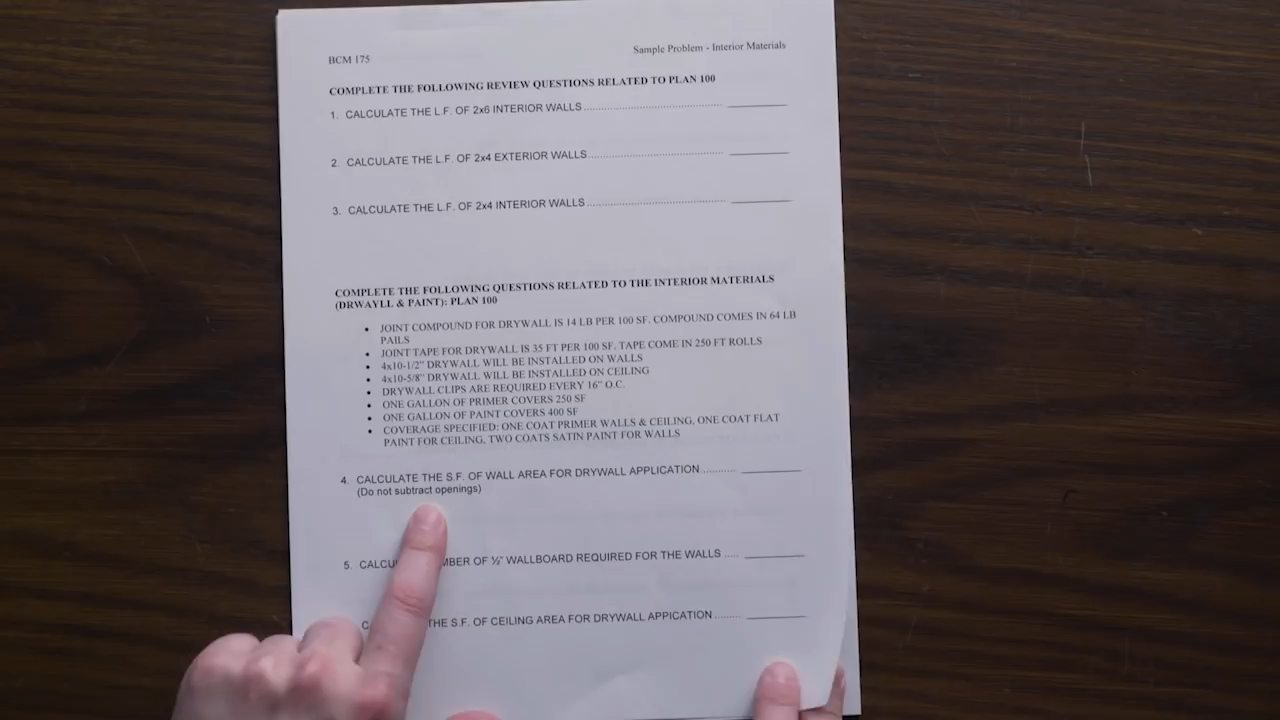 BCM 175
Sample Problem - Interior Materials
COMPLETE THE FOLLOWING REVIEW QUESTIONS RELATED TO PLAN 100
1. CALCULATE THE L.F. OF 2x6 INTERIOR WALLS
2. CALCULATE THE L.F. OF 2x4 EXTERIOR WALLS
3. CALCULATE THE L.F. OF 2x4 INTERIOR WALLS
COMPLETE THE FOLLOWING QUESTIONS RELATED TO THE INTERIOR MATERIALS
(DRWAYLL & PAINT): PLAN 100
• JOINT COMPOUND FOR DRYWALL IS 14 LB PER 100 SF. COMPOUND COMES IN 64 LB
PAILS
• JOINT TAPE FOR DRYWALL IS 35 FT PER 100 SF. TAPE COME IN 250 FT ROLLS
• 4x10-1/2" DRYWALL WILL BE INSTALLED ON WALLS
• 4x10-5/8" DRYWALL WILL BE INSTALLED ON CEILING
• DRYWALL CLIPS ARE REQUIRED EVERY 16" O.C.
• ONE GALLON OF PRIMER COVERS 250 SF
• ONE GALLON OF PAINT COVERS 400 SF
• COVERAGE SPECIFIED: ONE COAT PRIMER WALLS & CEILING, ONE COAT FLAT
PAINT FOR CEILING, TWO COATS SATIN PAINT FOR WALLS
4. CALCULATE THE S.F. OF WALL AREA FOR DRYWALL APPLICATION
(Do not subtract openings)
5. OF ½" WALLBOARD REQUIRED FOR THE WALLS
THE S.F. OF CEILING AREA FOR DRYWALL APPICATION